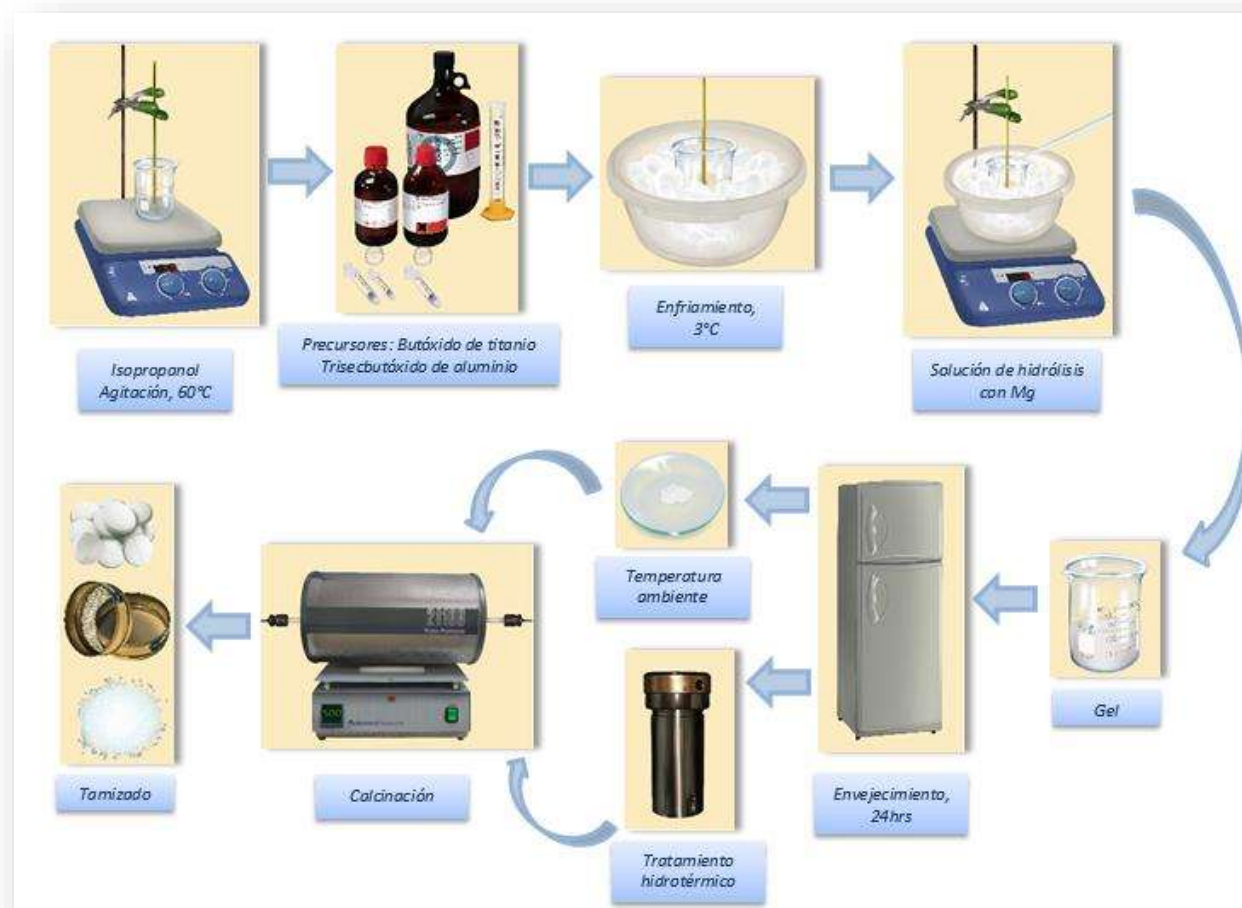 Isopropanol
Agitación, 60°C
Precursores: Butóxido de titanio
Trisecbutóxido de aluminio
Enfriamiento,
3°C
Solución de hidrólisis
con Mg
Gel
Envejecimiento,
24hrs
Temperatura
ambiente
Tratamiento
hidrotérmico
500
Calcinación
Tamizado